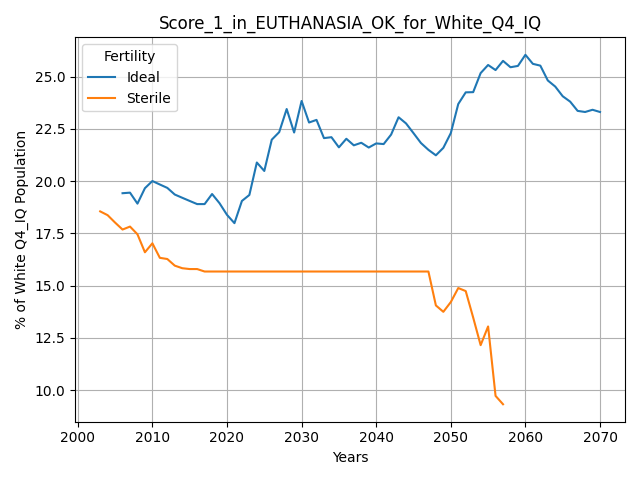 Score_1_in_EUTHANASIA_OK_for_White_Q4_IQ
Fertility
Ideal
Sterile
% of White Q4_IQ Population
25.0
22.5
20.0
17.5
15.0
12.5
10.0
2000 2010 2020 2030 2040 2050 2060 2070
Years